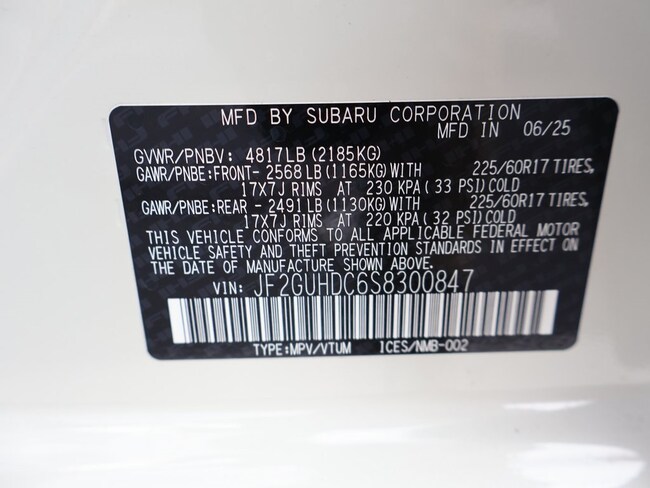 MFD BY SUBARU CORPORATION
MFD IN 06/25
GVWR/PNBV: 4817LB (2185KG)
GAWR/PNBE:FRONT- 2568 LB (1165KG) WITH 225/60R17 TIRES,
17X7J RIMS AT 230 KPA (33 PSI) COLD
GAWR/PNBE:REAR - 2491 LB (1130KG) WITH 225/60R17 TIRES,
17X7J RIMS AT 220 KPA (32 PSI) COLD
THIS VEHICLE CONFORMS TO ALL APPLICABLE FEDERAL MOTOR
VEHICLE SAFETY AND THEFT PREVENTION STANDARDS IN EFFECT ON
THE DATE OF MANUFACTURE SHOWN ABOVE.
VIN: JF2GUHDC6S8300847
TYPE:MPV/VTUM ICES/NMB-002